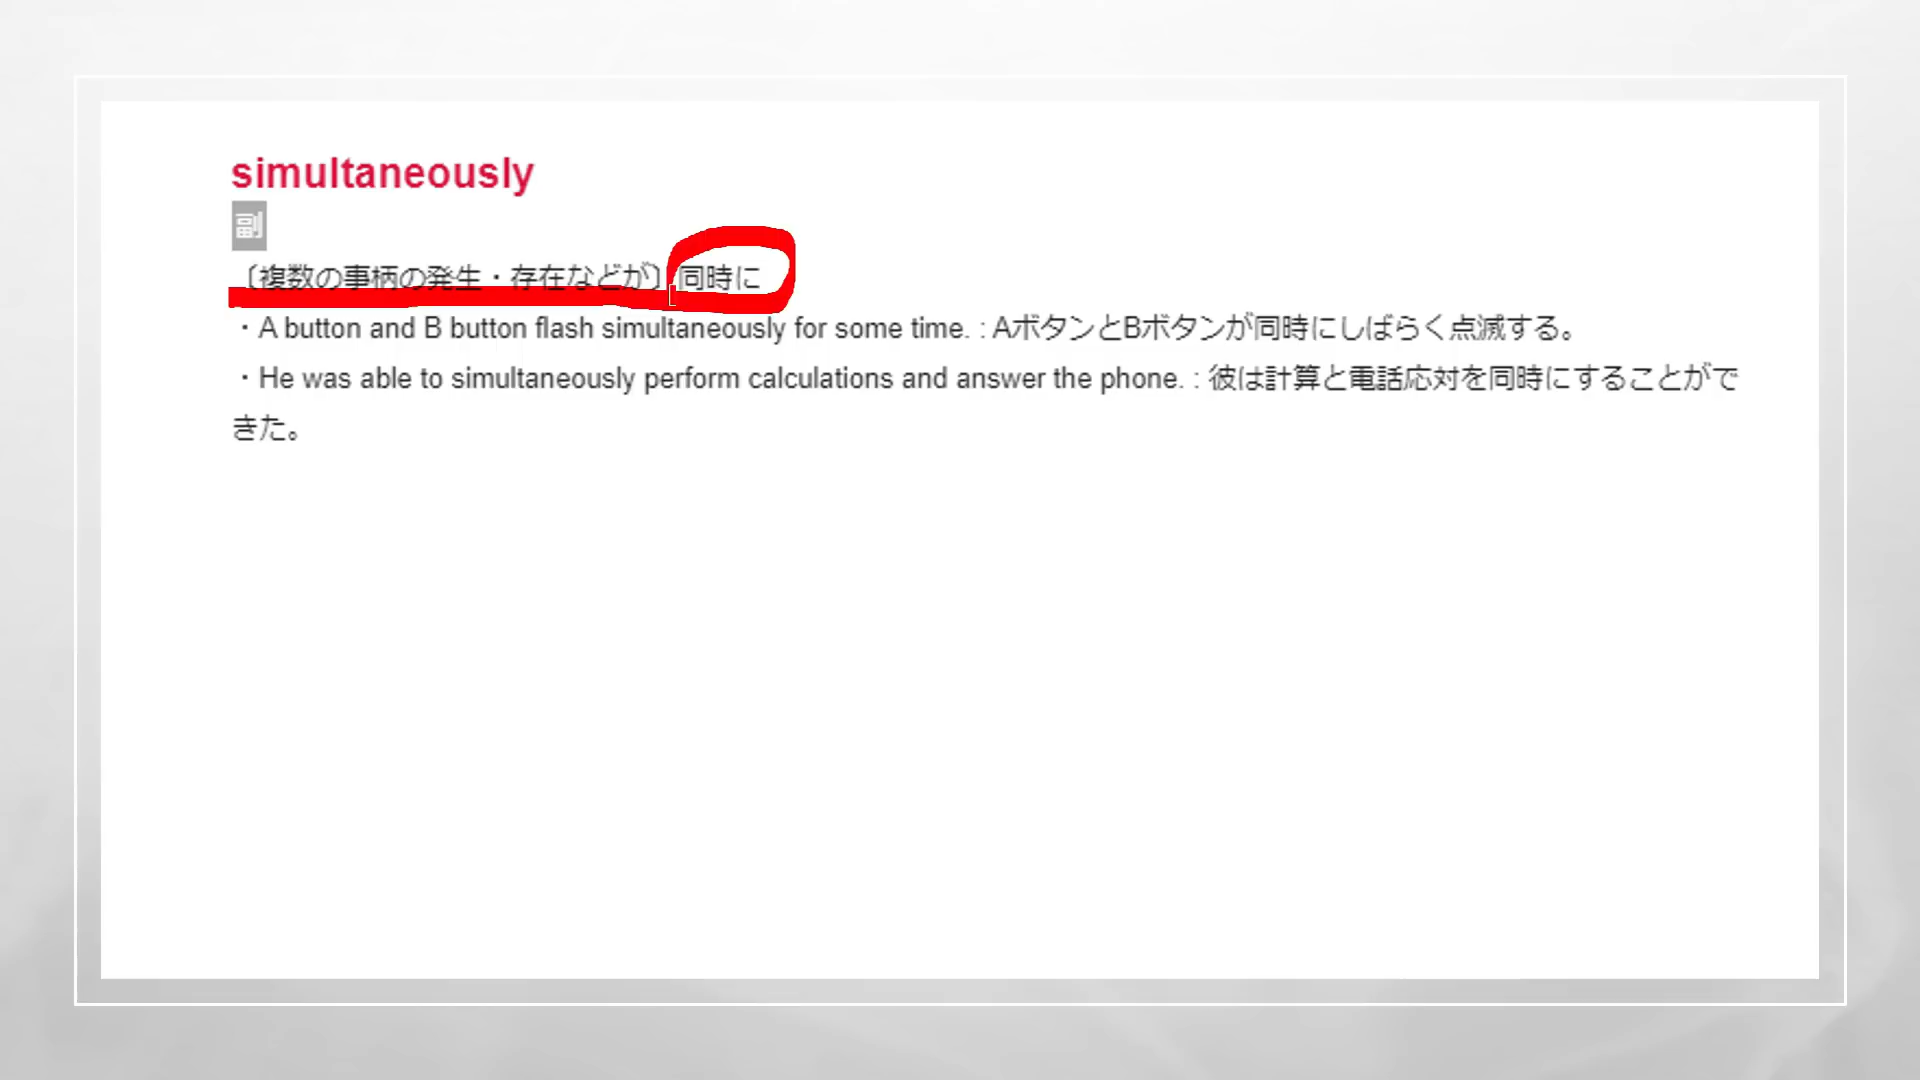 simultaneously
副
〔複数の事柄の発生・存在などが〕同時に
・A button and B button flash simultaneously for some time. : AボタンとBボタンが同時にしばらく点滅する。
・He was able to simultaneously perform calculations and answer the phone. : 彼は計算と電話応対を同時にすることがで
きた。